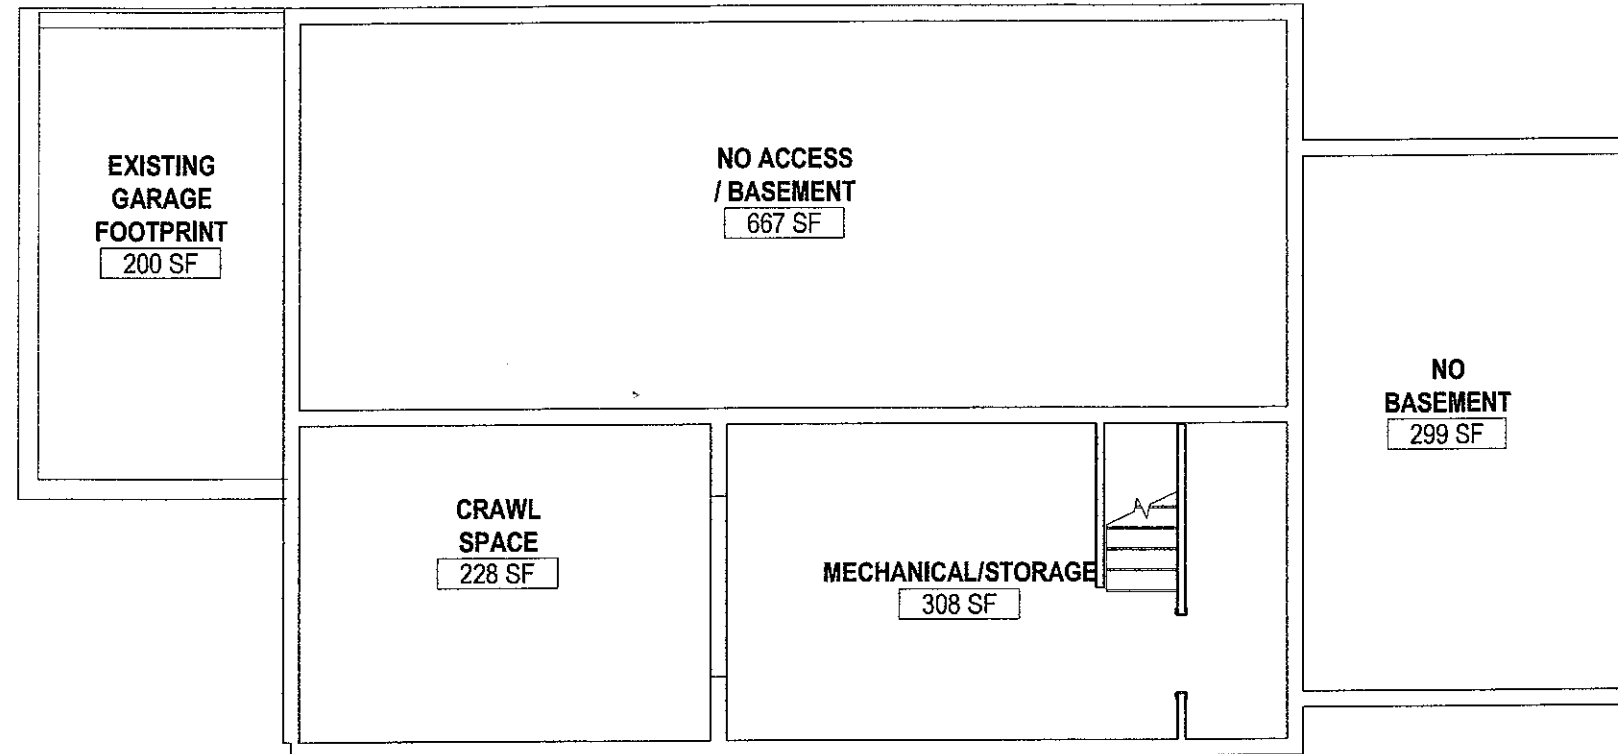 EXISTING
GARAGE
FOOTPRINT
200 SF
NO ACCESS
/ BASEMENT
667 SF
NO
BASEMENT
299 SF
CRAWL
SPACE
228 SF
MECHANICAL/STORAGE
308 SF